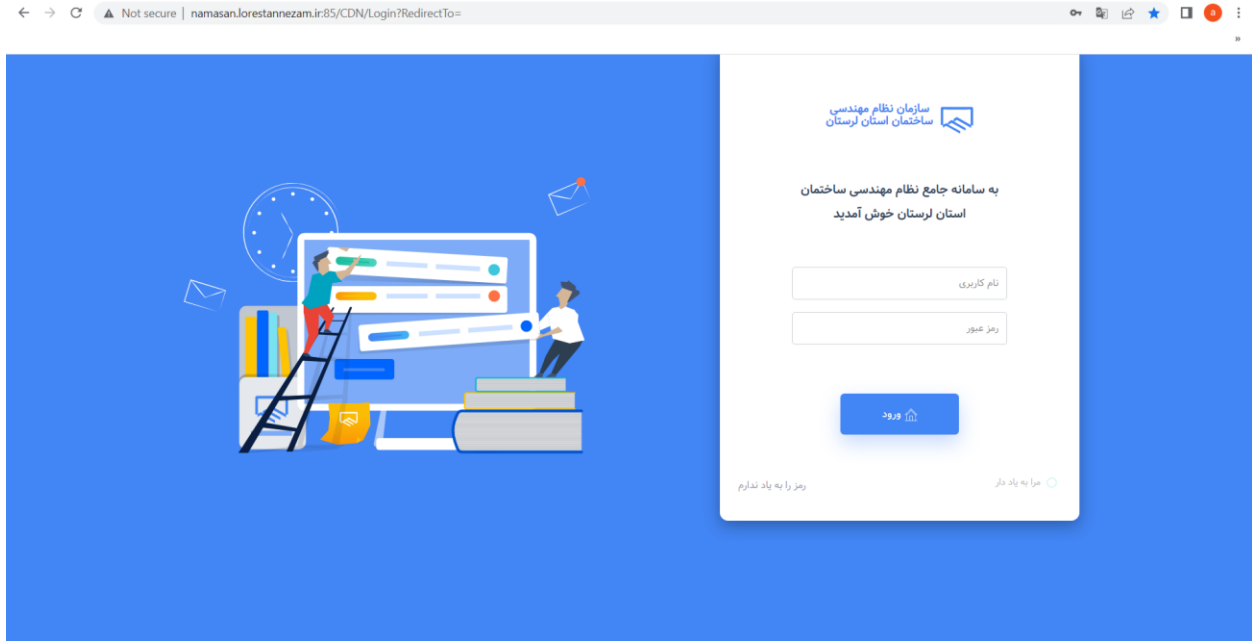 Not secure | namasan.lorestannezam.ir:85/CDN/Login?RedirectTo=
a
»
سازمان نظام مهندسی
ساختمان استان لرستان
به سامانه جامع نظام مهندسی ساختمان
استان لرستان خوش آمدید
نام کاربری
رمز عبور
ورود
مرا به یاد دار
رمز را به یاد ندارم